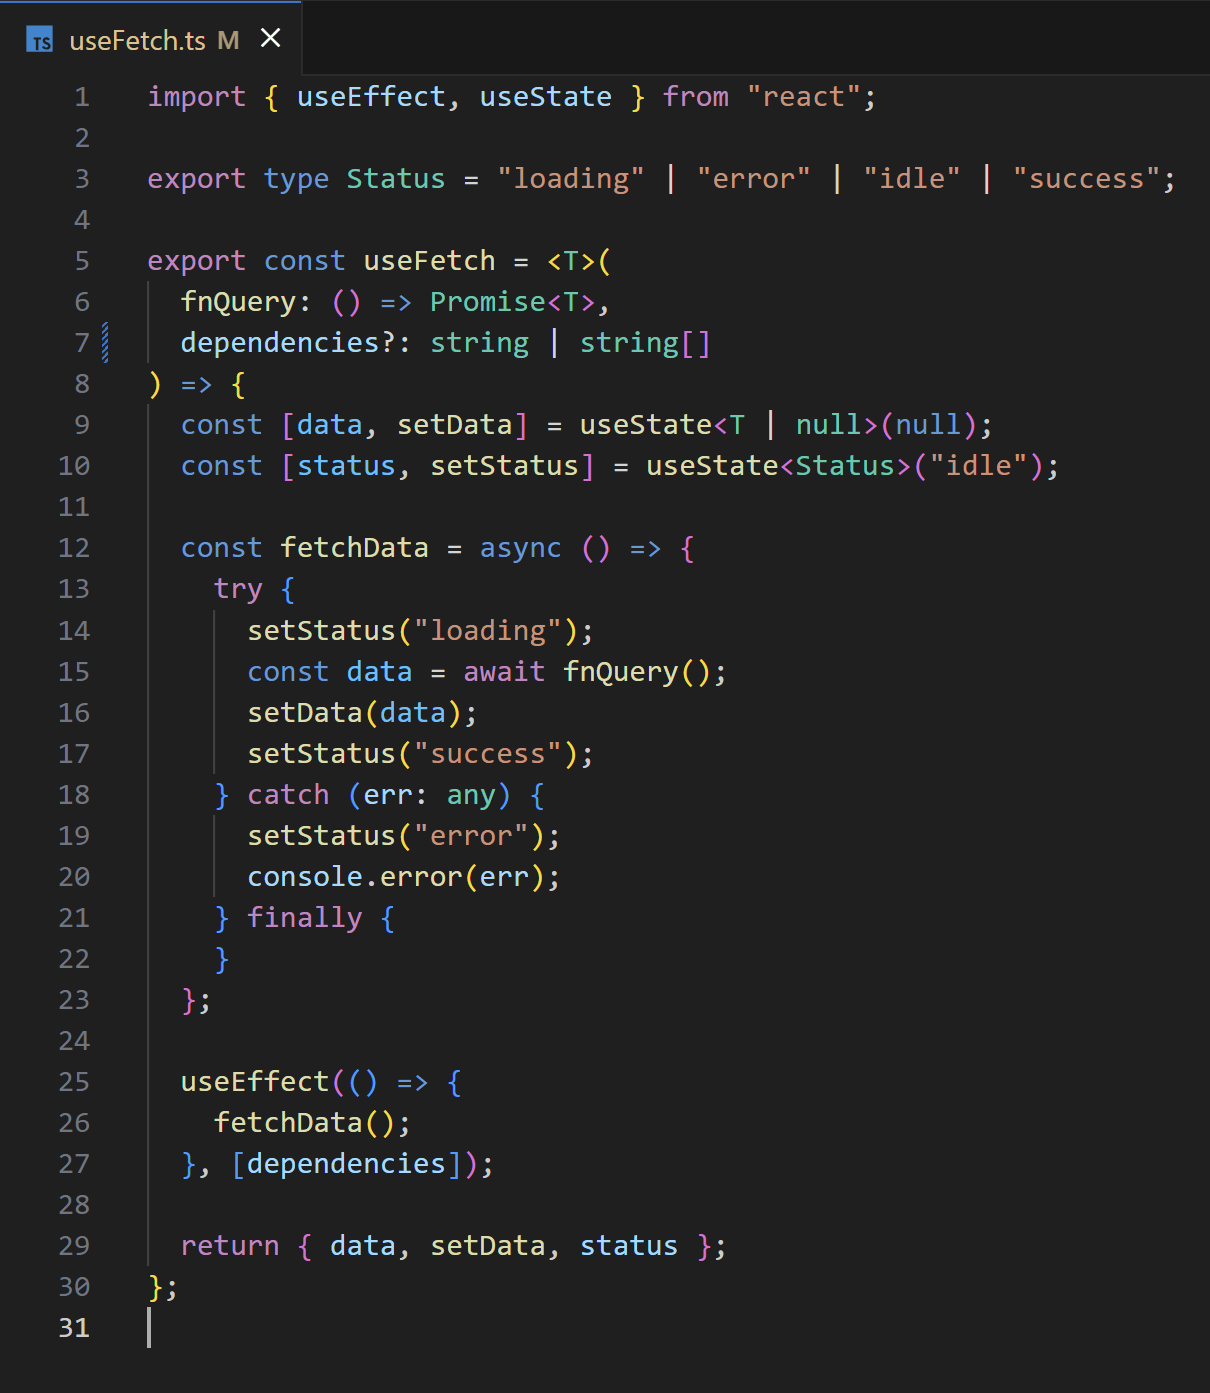 TS useFetch.ts M ×
1 import { useEffect, useState } from "react";
2
3 export type Status = "loading" | "error" | "idle" | "success";
4
5 export const useFetch = <T>(
6   fnQuery: () => Promise<T>,
7   dependencies?: string | string[]
8 ) => {
9   const [data, setData] = useState<T | null>(null);
10   const [status, setStatus] = useState<Status>("idle");
11
12   const fetchData = async () => {
13     try {
14       setStatus("loading");
15       const data = await fnQuery();
16       setData(data);
17       setStatus("success");
18     } catch (err: any) {
19       setStatus("error");
20       console.error(err);
21     } finally {
22     }
23   };
24
25   useEffect(() => {
26     fetchData();
27   }, [dependencies]);
28
29   return { data, setData, status };
30 };
31